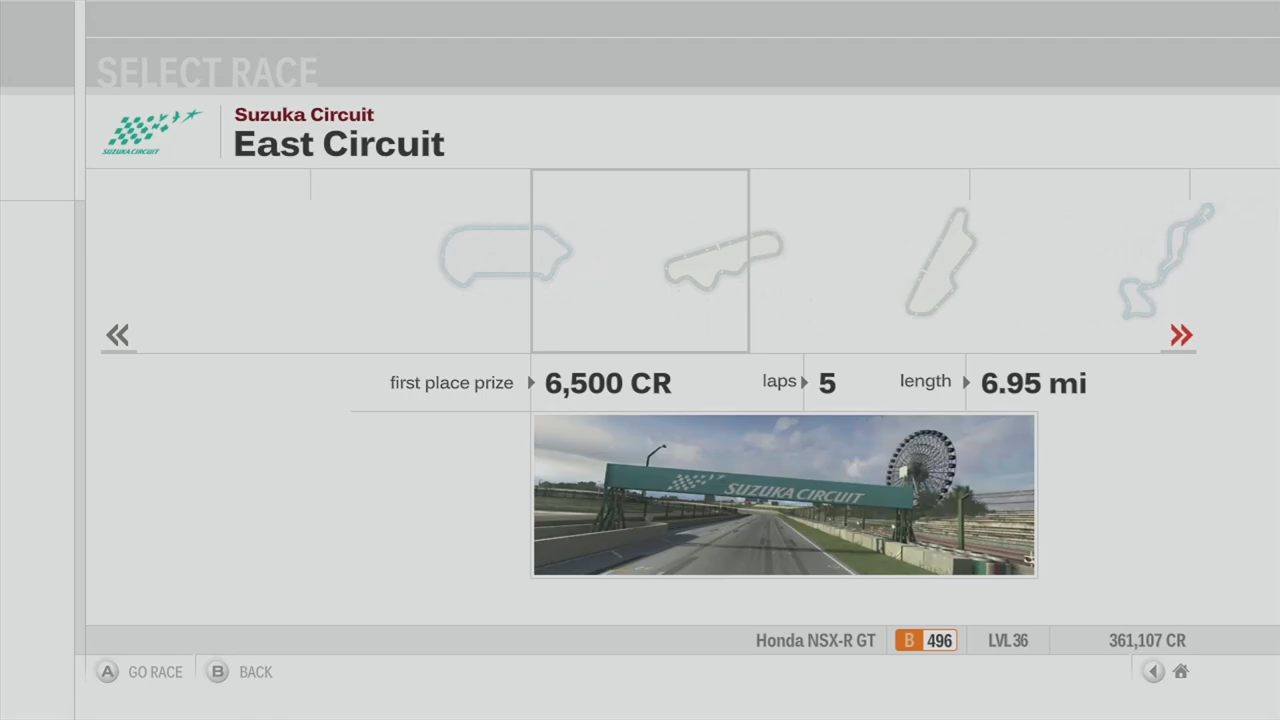 SELECT RACE
SUZUKA CIRCUIT
Suzuka Circuit
East Circuit
first place prize 6,500 CR laps 5 length 6.95 mi
SUZUKA CIRCUIT
Honda NSX-R GT B 496 LVL 36 361,107 CR
A GO RACE B BACK